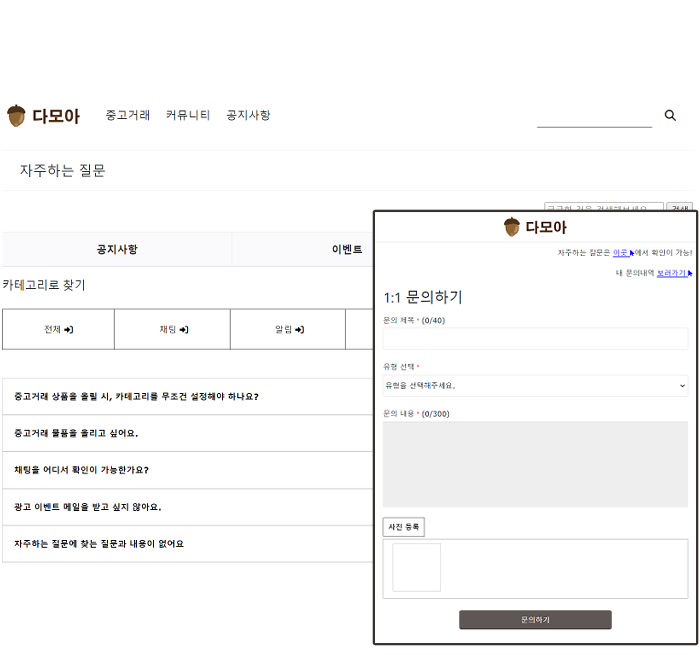 다모아 중고거래 커뮤니티 공지사항
자주하는 질문
검색
공지사항 이벤트
카테고리로 찾기
전체 채팅 알림
중고거래 상품을 올릴 시, 카테고리를 무조건 설정해야 하나요?
중고거래 물품을 올리고 싶어요.
채팅을 어디서 확인이 가능한가요?
광고 이벤트 메일을 받고 싶지 않아요.
자주하는 질문에 찾는 질문과 내용이 없어요
다모아
자주하는 질문은 이곳 에서 확인이 가능!
내 문의내역 보러가기
1:1 문의하기
문의 제목 * (0/40)
유형 선택 *
유형을 선택해주세요.
문의 내용 * (0/300)
사진 등록
문의하기